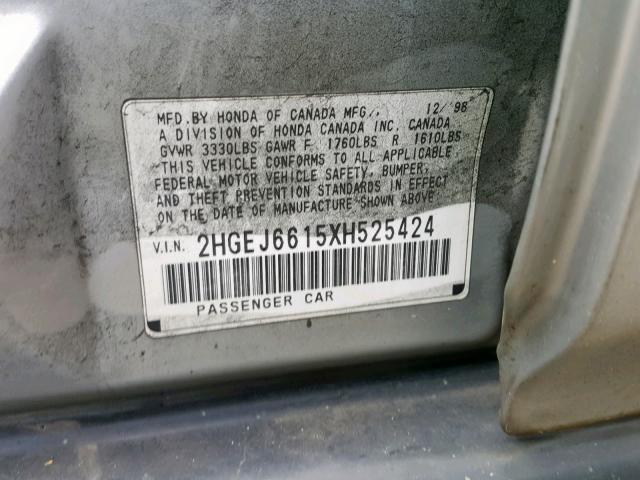 MFD. BY HONDA OF CANADA MFG., 12/'98
A DIVISION OF HONDA CANADA INC. CANADA
GVWR 3330LBS GAWR F 1760LBS R 1610LBS
THIS VEHICLE CONFORMS TO ALL APPLICABLE
FEDERAL MOTOR VEHICLE SAFETY, BUMPER,
AND THEFT PREVENTION STANDARDS IN EFFECT
ON THE DATE OF MANUFACTURE SHOWN ABOVE.
V.I.N. 2HGEJ6615XH525424
PASSENGER CAR